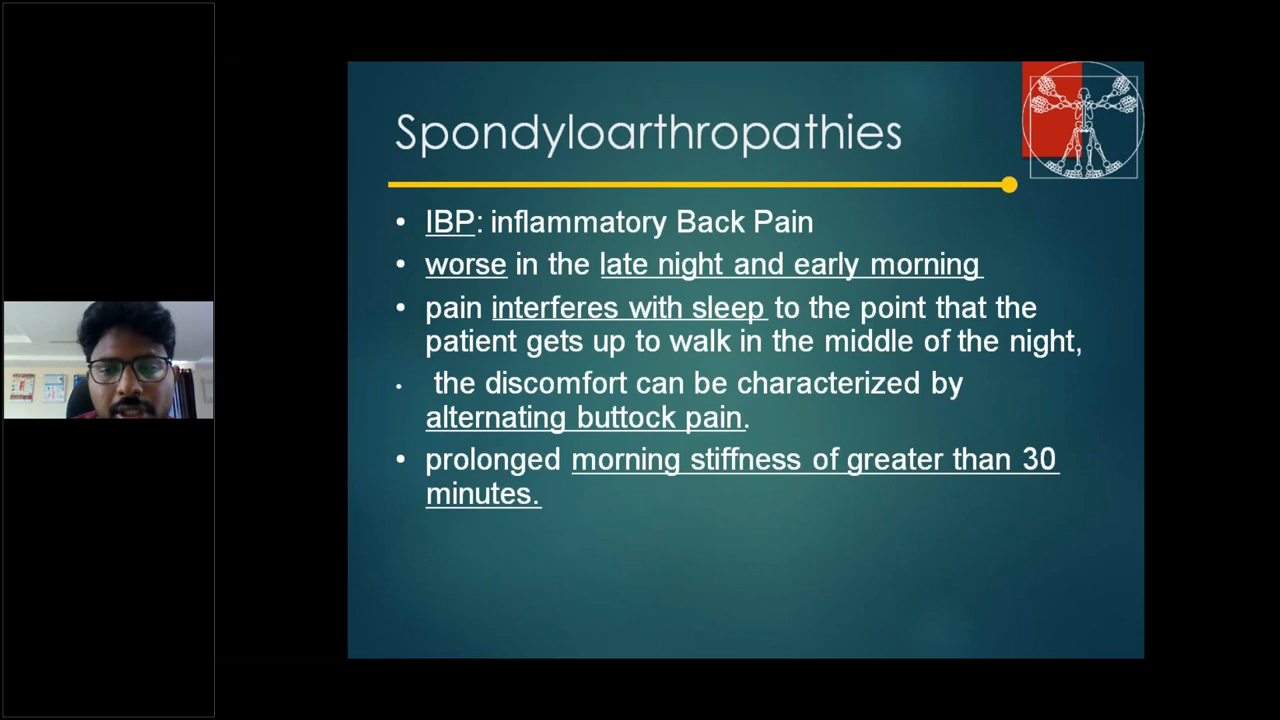 Spondyloarthropathies
• IBP: inflammatory Back Pain
• worse in the late night and early morning
• pain interferes with sleep to the point that the
patient gets up to walk in the middle of the night,
• the discomfort can be characterized by
alternating buttock pain.
• prolonged morning stiffness of greater than 30
minutes.